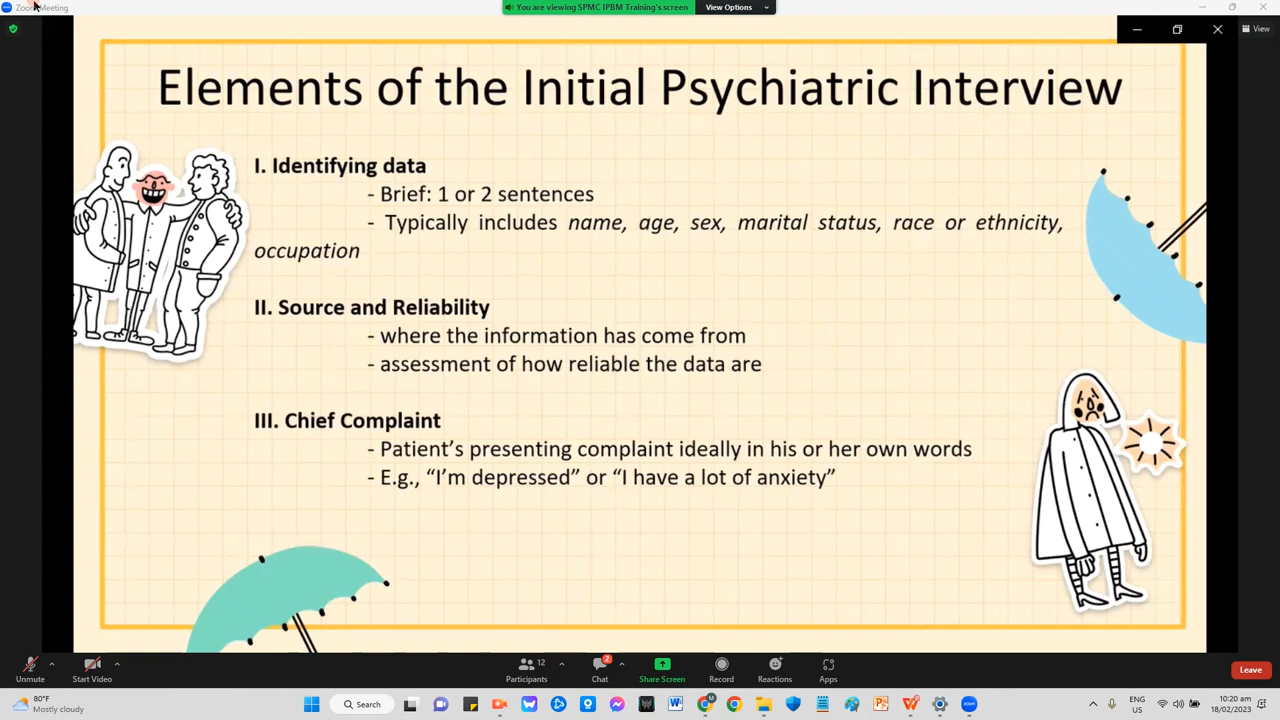 Zoom Meeting
You are viewing SPMC IPBM Training's screen
View Options
View
Elements of the Initial Psychiatric Interview
I. Identifying data
- Brief: 1 or 2 sentences
- Typically includes name, age, sex, marital status, race or ethnicity,
occupation
II. Source and Reliability
- where the information has come from
- assessment of how reliable the data are
III. Chief Complaint
- Patient’s presenting complaint ideally in his or her own words
- E.g., “I’m depressed” or “I have a lot of anxiety”
Unmute
Start Video
12
Participants
2
Chat
Share Screen
Record
Reactions
Apps
Leave
80°F
Mostly cloudy
Search
ENG
US
10:20 am
18/02/2023